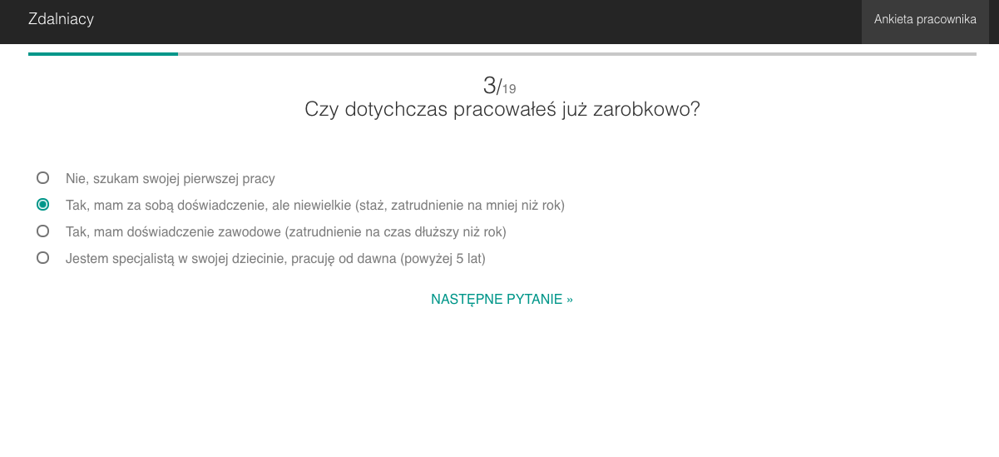 Zdalniacy
Ankieta pracownika
3/19
Czy dotychczas pracowałeś już zarobkowo?
Nie, szukam swojej pierwszej pracy
Tak, mam za sobą doświadczenie, ale niewielkie (staż, zatrudnienie na mniej niż rok)
Tak, mam doświadczenie zawodowe (zatrudnienie na czas dłuższy niż rok)
Jestem specjalistą w swojej dziecinie, pracuję od dawna (powyżej 5 lat)
NASTĘPNE PYTANIE »